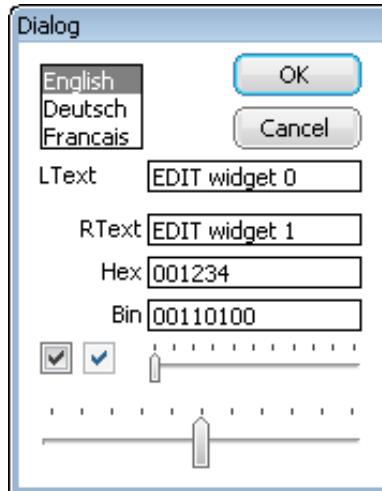 Dialog
English
OK
Deutsch
Francais
Cancel
LText EDIT widget 0
RText EDIT widget 1
Hex 001234
Bin 00110100